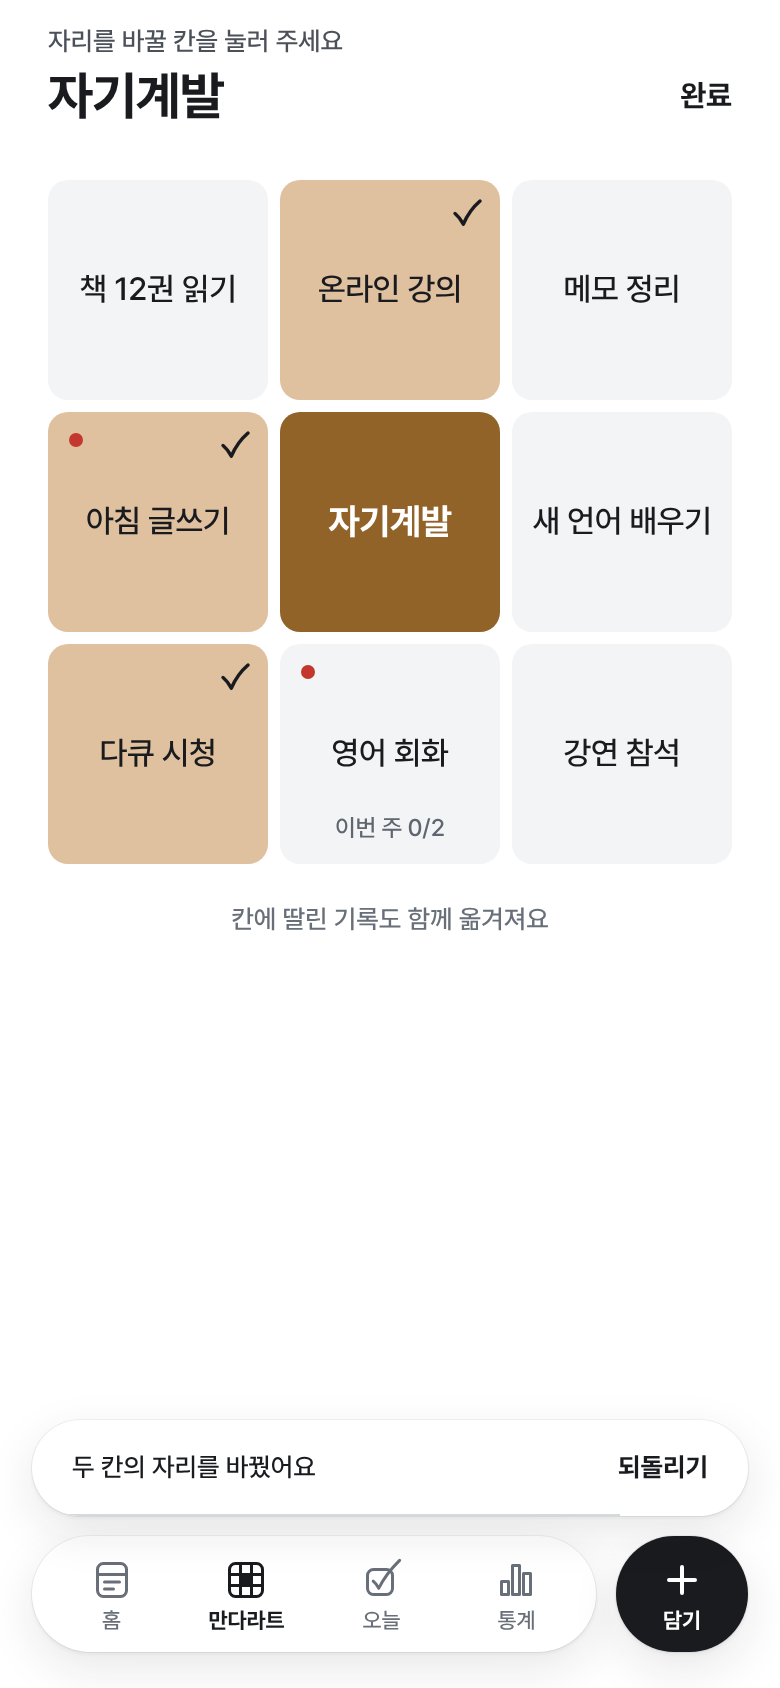 자리를 바꿀 칸을 눌러 주세요
자기계발
완료
책 12권 읽기
온라인 강의
메모 정리
아침 글쓰기
자기계발
새 언어 배우기
다큐 시청
영어 회화
이번 주 0/2
강연 참석
칸에 딸린 기록도 함께 옮겨져요
두 칸의 자리를 바꿨어요
되돌리기
홈
만다라트
오늘
통계
담기